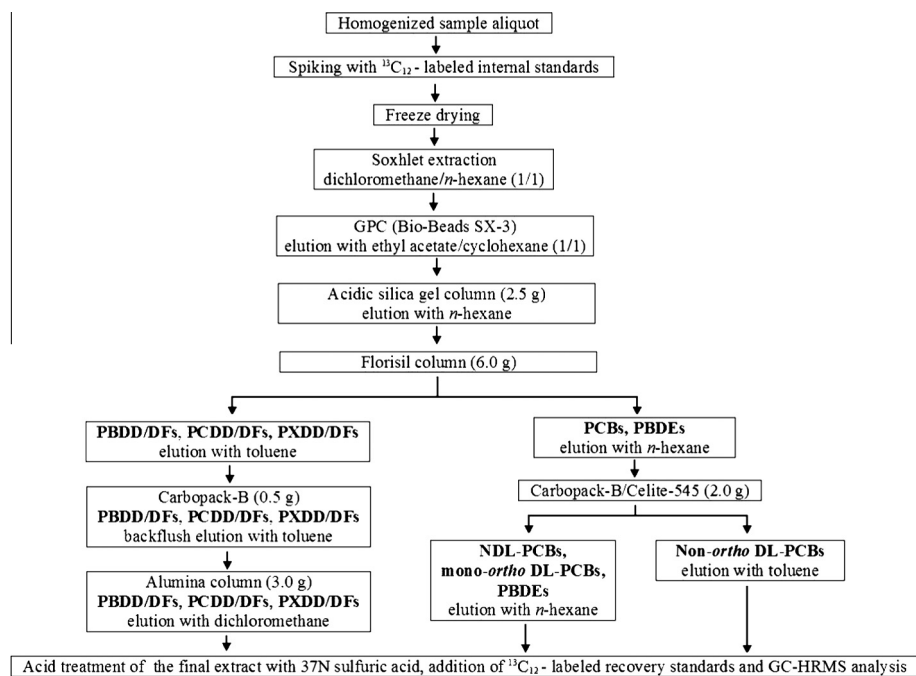 Homogenized sample aliquot
Spiking with ¹³C₁₂ - labeled internal standards
Freeze drying
Soxhlet extraction
dichloromethane/n-hexane (1/1)
GPC (Bio-Beads SX-3)
elution with ethyl acetate/cyclohexane (1/1)
Acidic silica gel column (2.5 g)
elution with n-hexane
Florisil column (6.0 g)
PBDD/DFs, PCDD/DFs, PXDD/DFs
elution with toluene
Carbopack-B (0.5 g)
PBDD/DFs, PCDD/DFs, PXDD/DFs
backflush elution with toluene
Alumina column (3.0 g)
PBDD/DFs, PCDD/DFs, PXDD/DFs
elution with dichloromethane
PCBs, PBDEs
elution with n-hexane
Carbopack-B/Celite-545 (2.0 g)
NDL-PCBs,
mono-ortho DL-PCBs,
PBDEs
elution with n-hexane
Non-ortho DL-PCBs
elution with toluene
Acid treatment of the final extract with 37N sulfuric acid, addition of ¹³C₁₂ - labeled recovery standards and GC-HRMS analysis